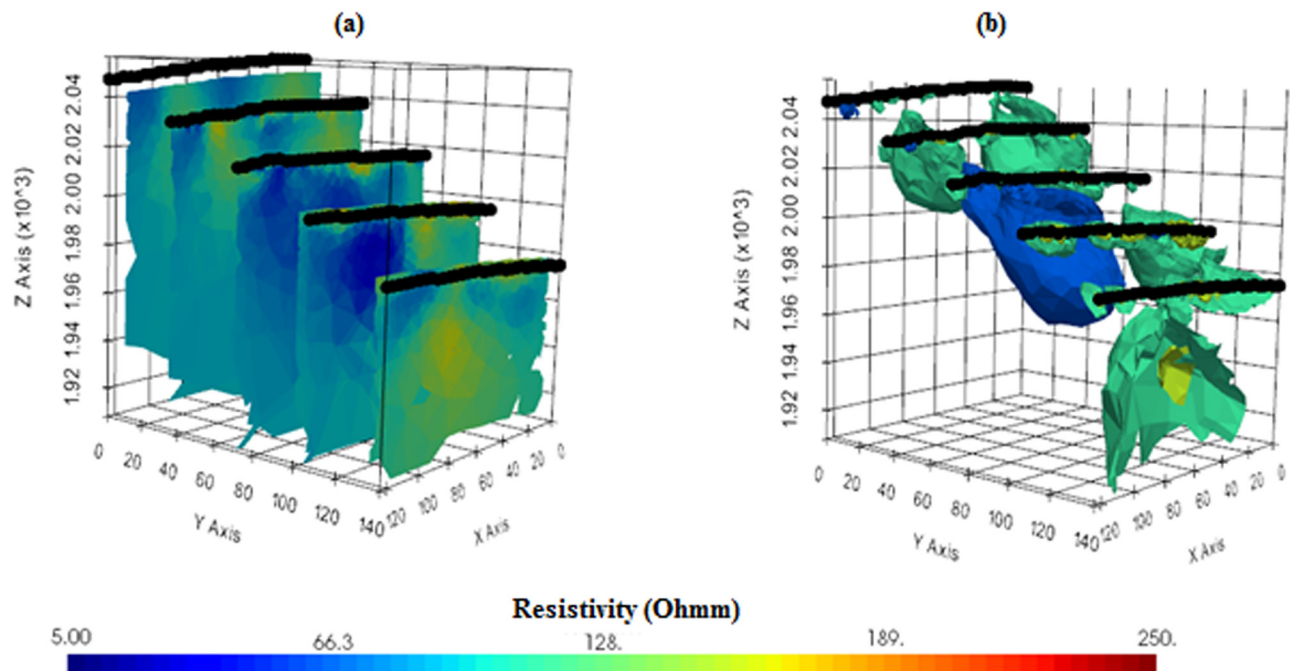 (a) (b)
Z Axis (x10^3)
2.04
2.02
2.00
1.98
1.96
1.94
1.92
0 20 40 60 80 100 120 140
Y Axis
120 100 80 60 40 20 0
X Axis
Z Axis (x10^3)
2.04
2.02
2.00
1.98
1.96
1.94
1.92
0 20 40 60 80 100 120 140
Y Axis
120 100 80 60 40 20 0
X Axis
Resistivity (Ohmm)
5.00 66.3 128. 189. 250.